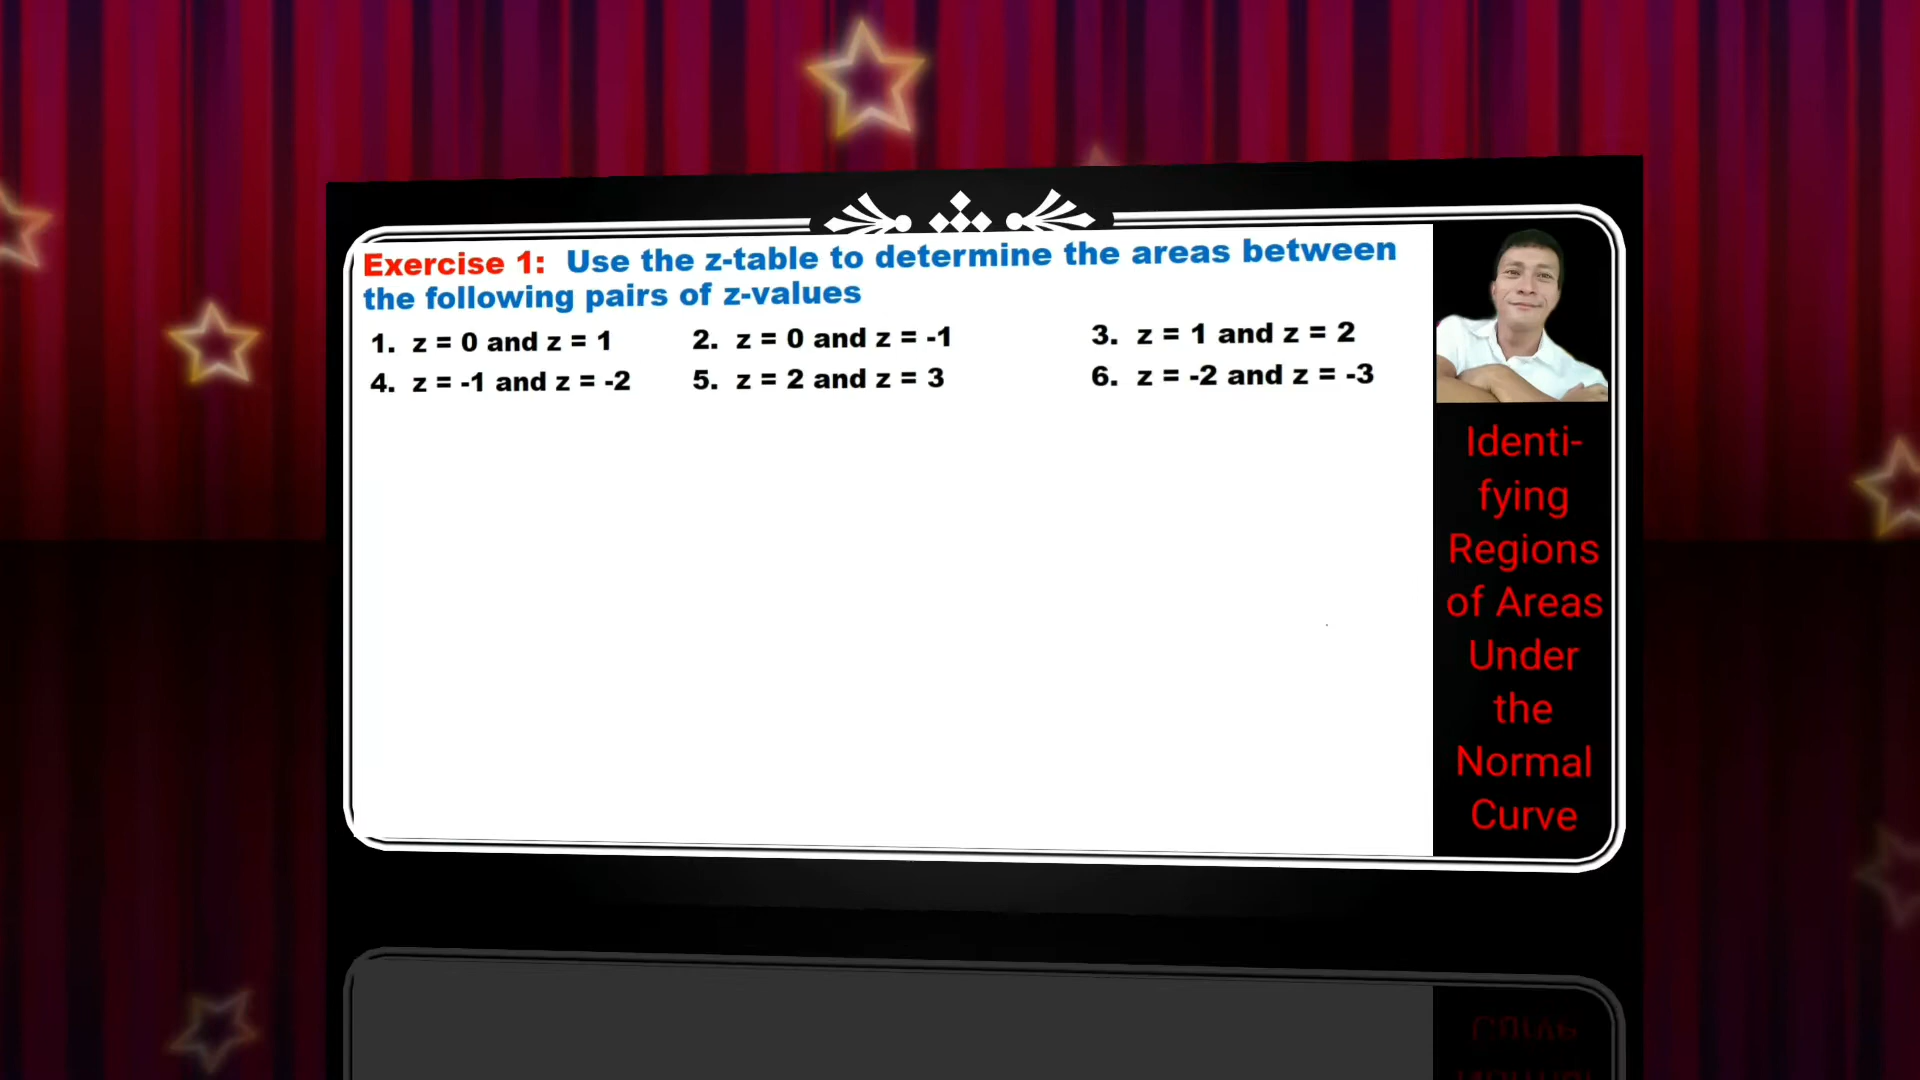 Exercise 1: Use the z-table to determine the areas between
the following pairs of z-values
1. z = 0 and z = 1 2. z = 0 and z = -1 3. z = 1 and z = 2
4. z = -1 and z = -2 5. z = 2 and z = 3 6. z = -2 and z = -3
Identi-
fying
Regions
of Areas
Under
the
Normal
Curve